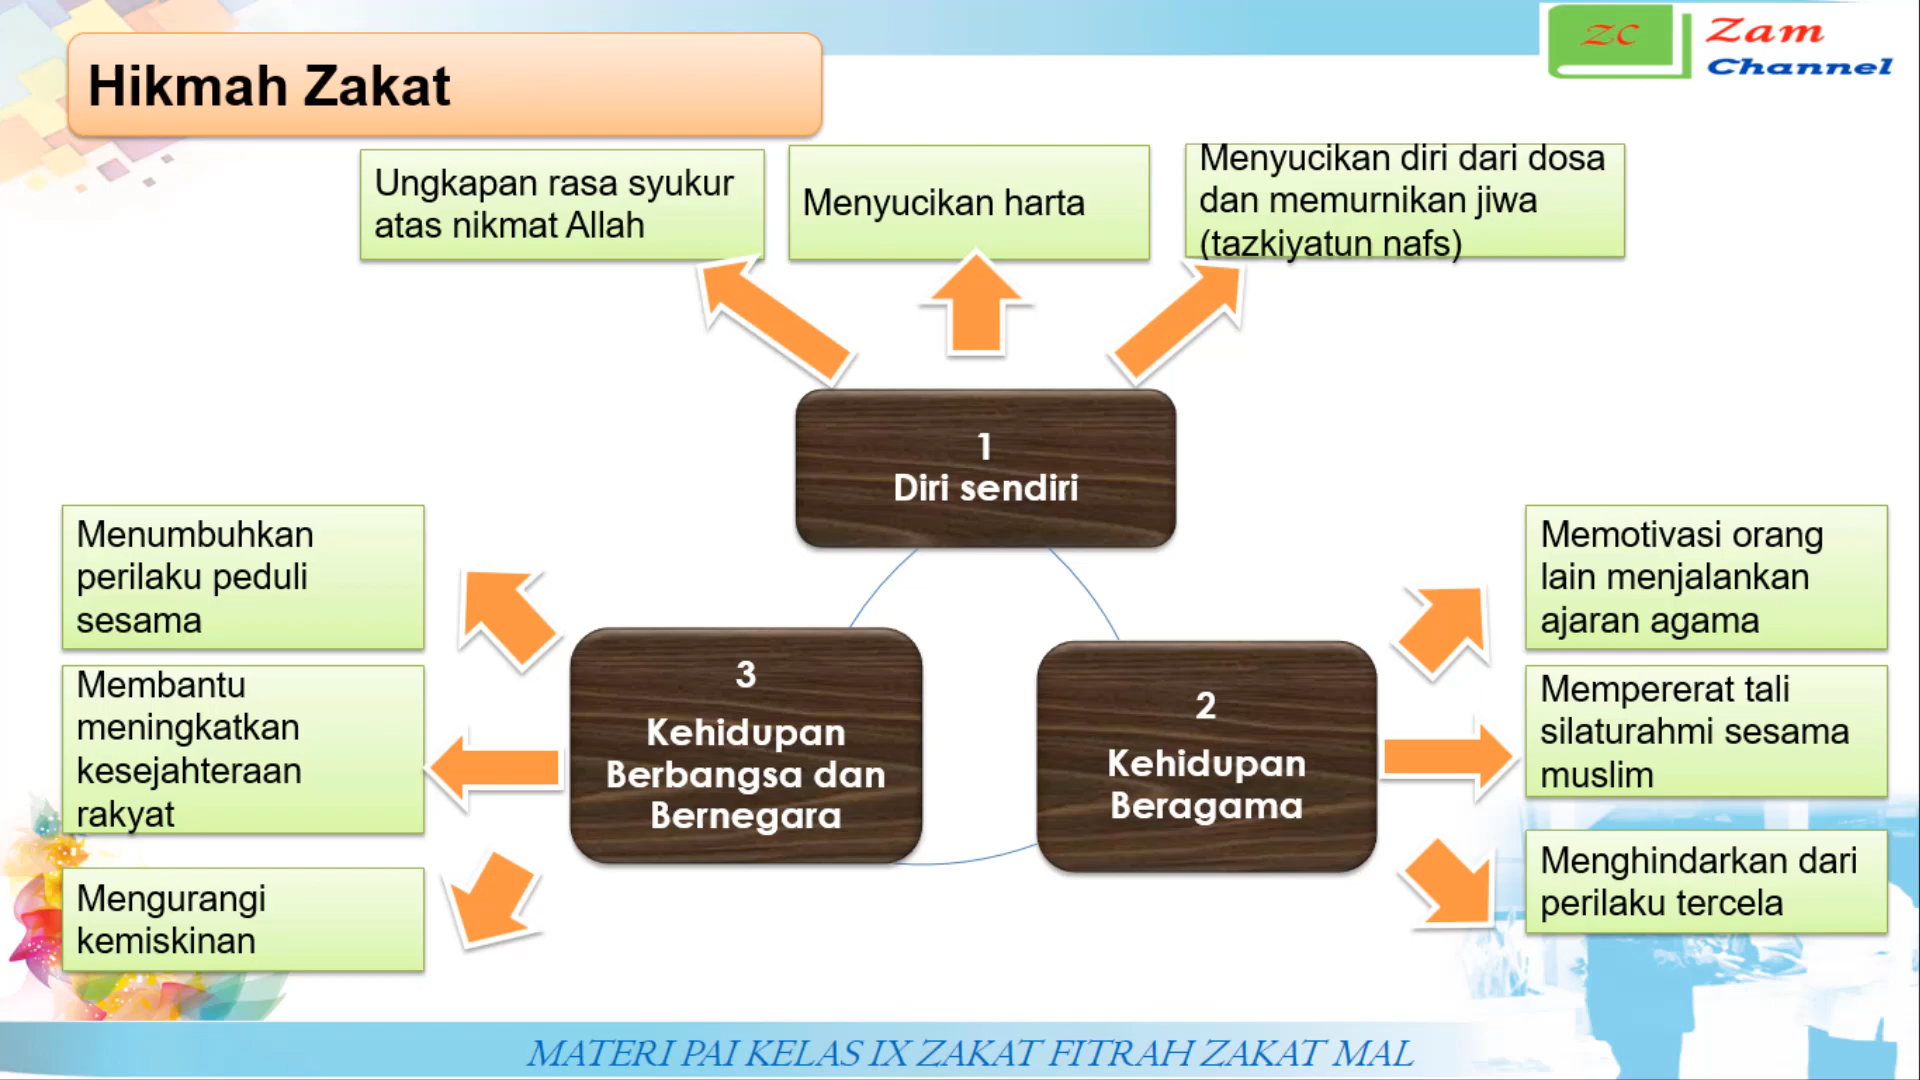 Hikmah Zakat
ZC
Zam
Channel
Ungkapan rasa syukur
atas nikmat Allah
Menyucikan harta
Menyucikan diri dari dosa
dan memurnikan jiwa
(tazkiyatun nafs)
1
Diri sendiri
Menumbuhkan
perilaku peduli
sesama
Membantu
meningkatkan
kesejahteraan
rakyat
Mengurangi
kemiskinan
3
Kehidupan
Berbangsa dan
Bernegara
2
Kehidupan
Beragama
Memotivasi orang
lain menjalankan
ajaran agama
Mempererat tali
silaturahmi sesama
muslim
Menghindarkan dari
perilaku tercela
MATERI PAI KELAS IX ZAKAT FITRAH ZAKAT MAL